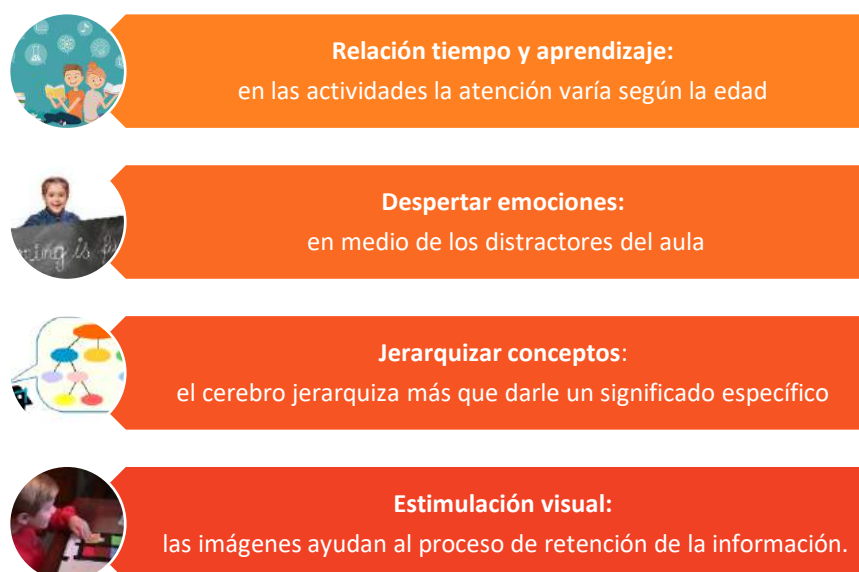 Relación tiempo y aprendizaje:
en las actividades la atención varía según la edad
Despertar emociones:
en medio de los distractores del aula
Jerarquizar conceptos:
el cerebro jerarquiza más que darle un significado específico
Estimulación visual:
las imágenes ayudan al proceso de retención de la información.